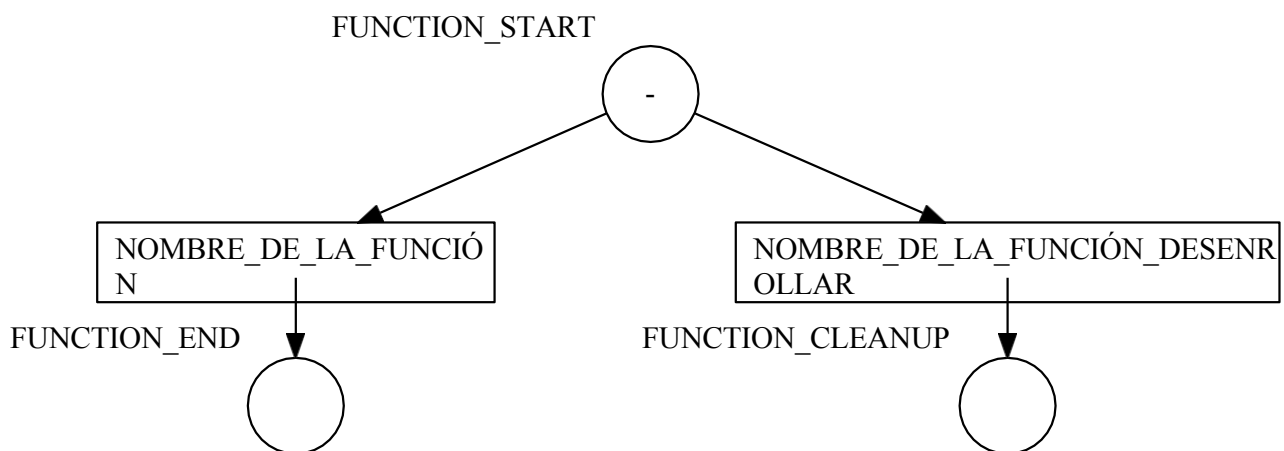 FUNCTION_START
-
NOMBRE_DE_LA_FUNCIÓ
N
NOMBRE_DE_LA_FUNCIÓN_DESENR
OLLAR
FUNCTION_END
FUNCTION_CLEANUP